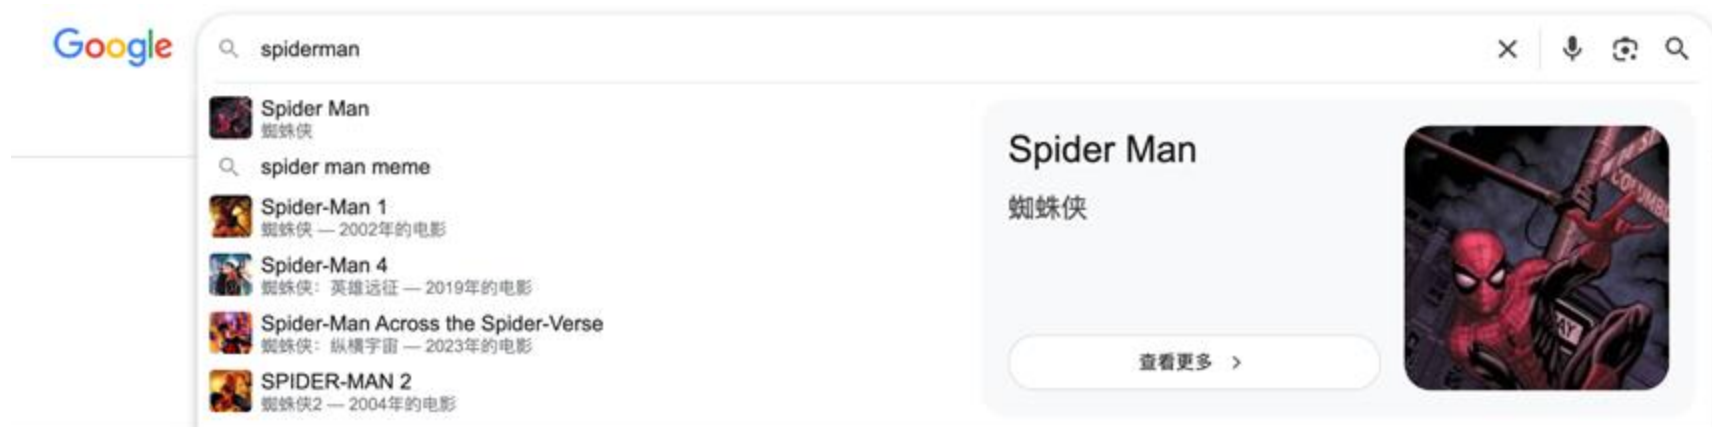 Google
spiderman
Spider Man
蜘蛛侠
spider man meme
Spider-Man 1
蜘蛛侠 — 2002年的电影
Spider-Man 4
蜘蛛侠：英雄远征 — 2019年的电影
Spider-Man Across the Spider-Verse
蜘蛛侠：纵横宇宙 — 2023年的电影
SPIDER-MAN 2
蜘蛛侠2 — 2004年的电影
Spider Man
蜘蛛侠
查看更多